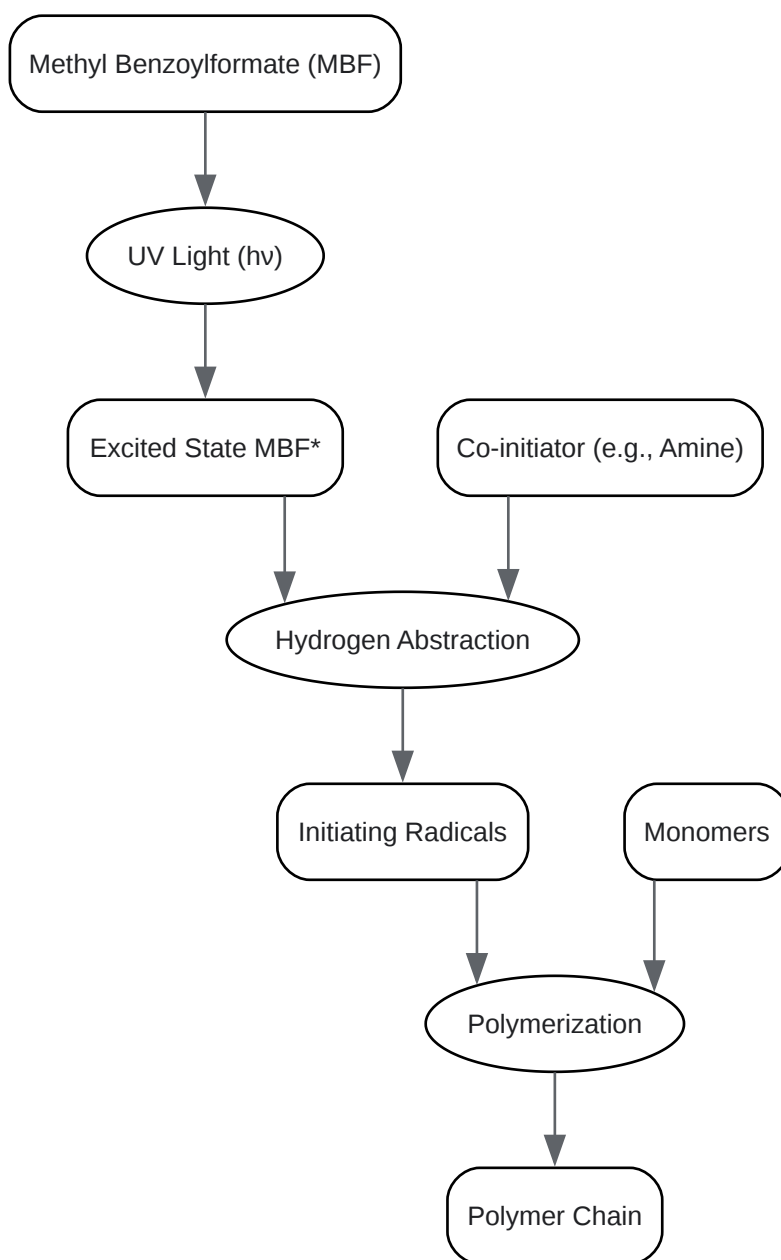 Methyl Benzoylformate (MBF)
UV Light (hν)
Excited State MBF*
Co-initiator (e.g., Amine)
Hydrogen Abstraction
Initiating Radicals
Monomers
Polymerization
Polymer Chain